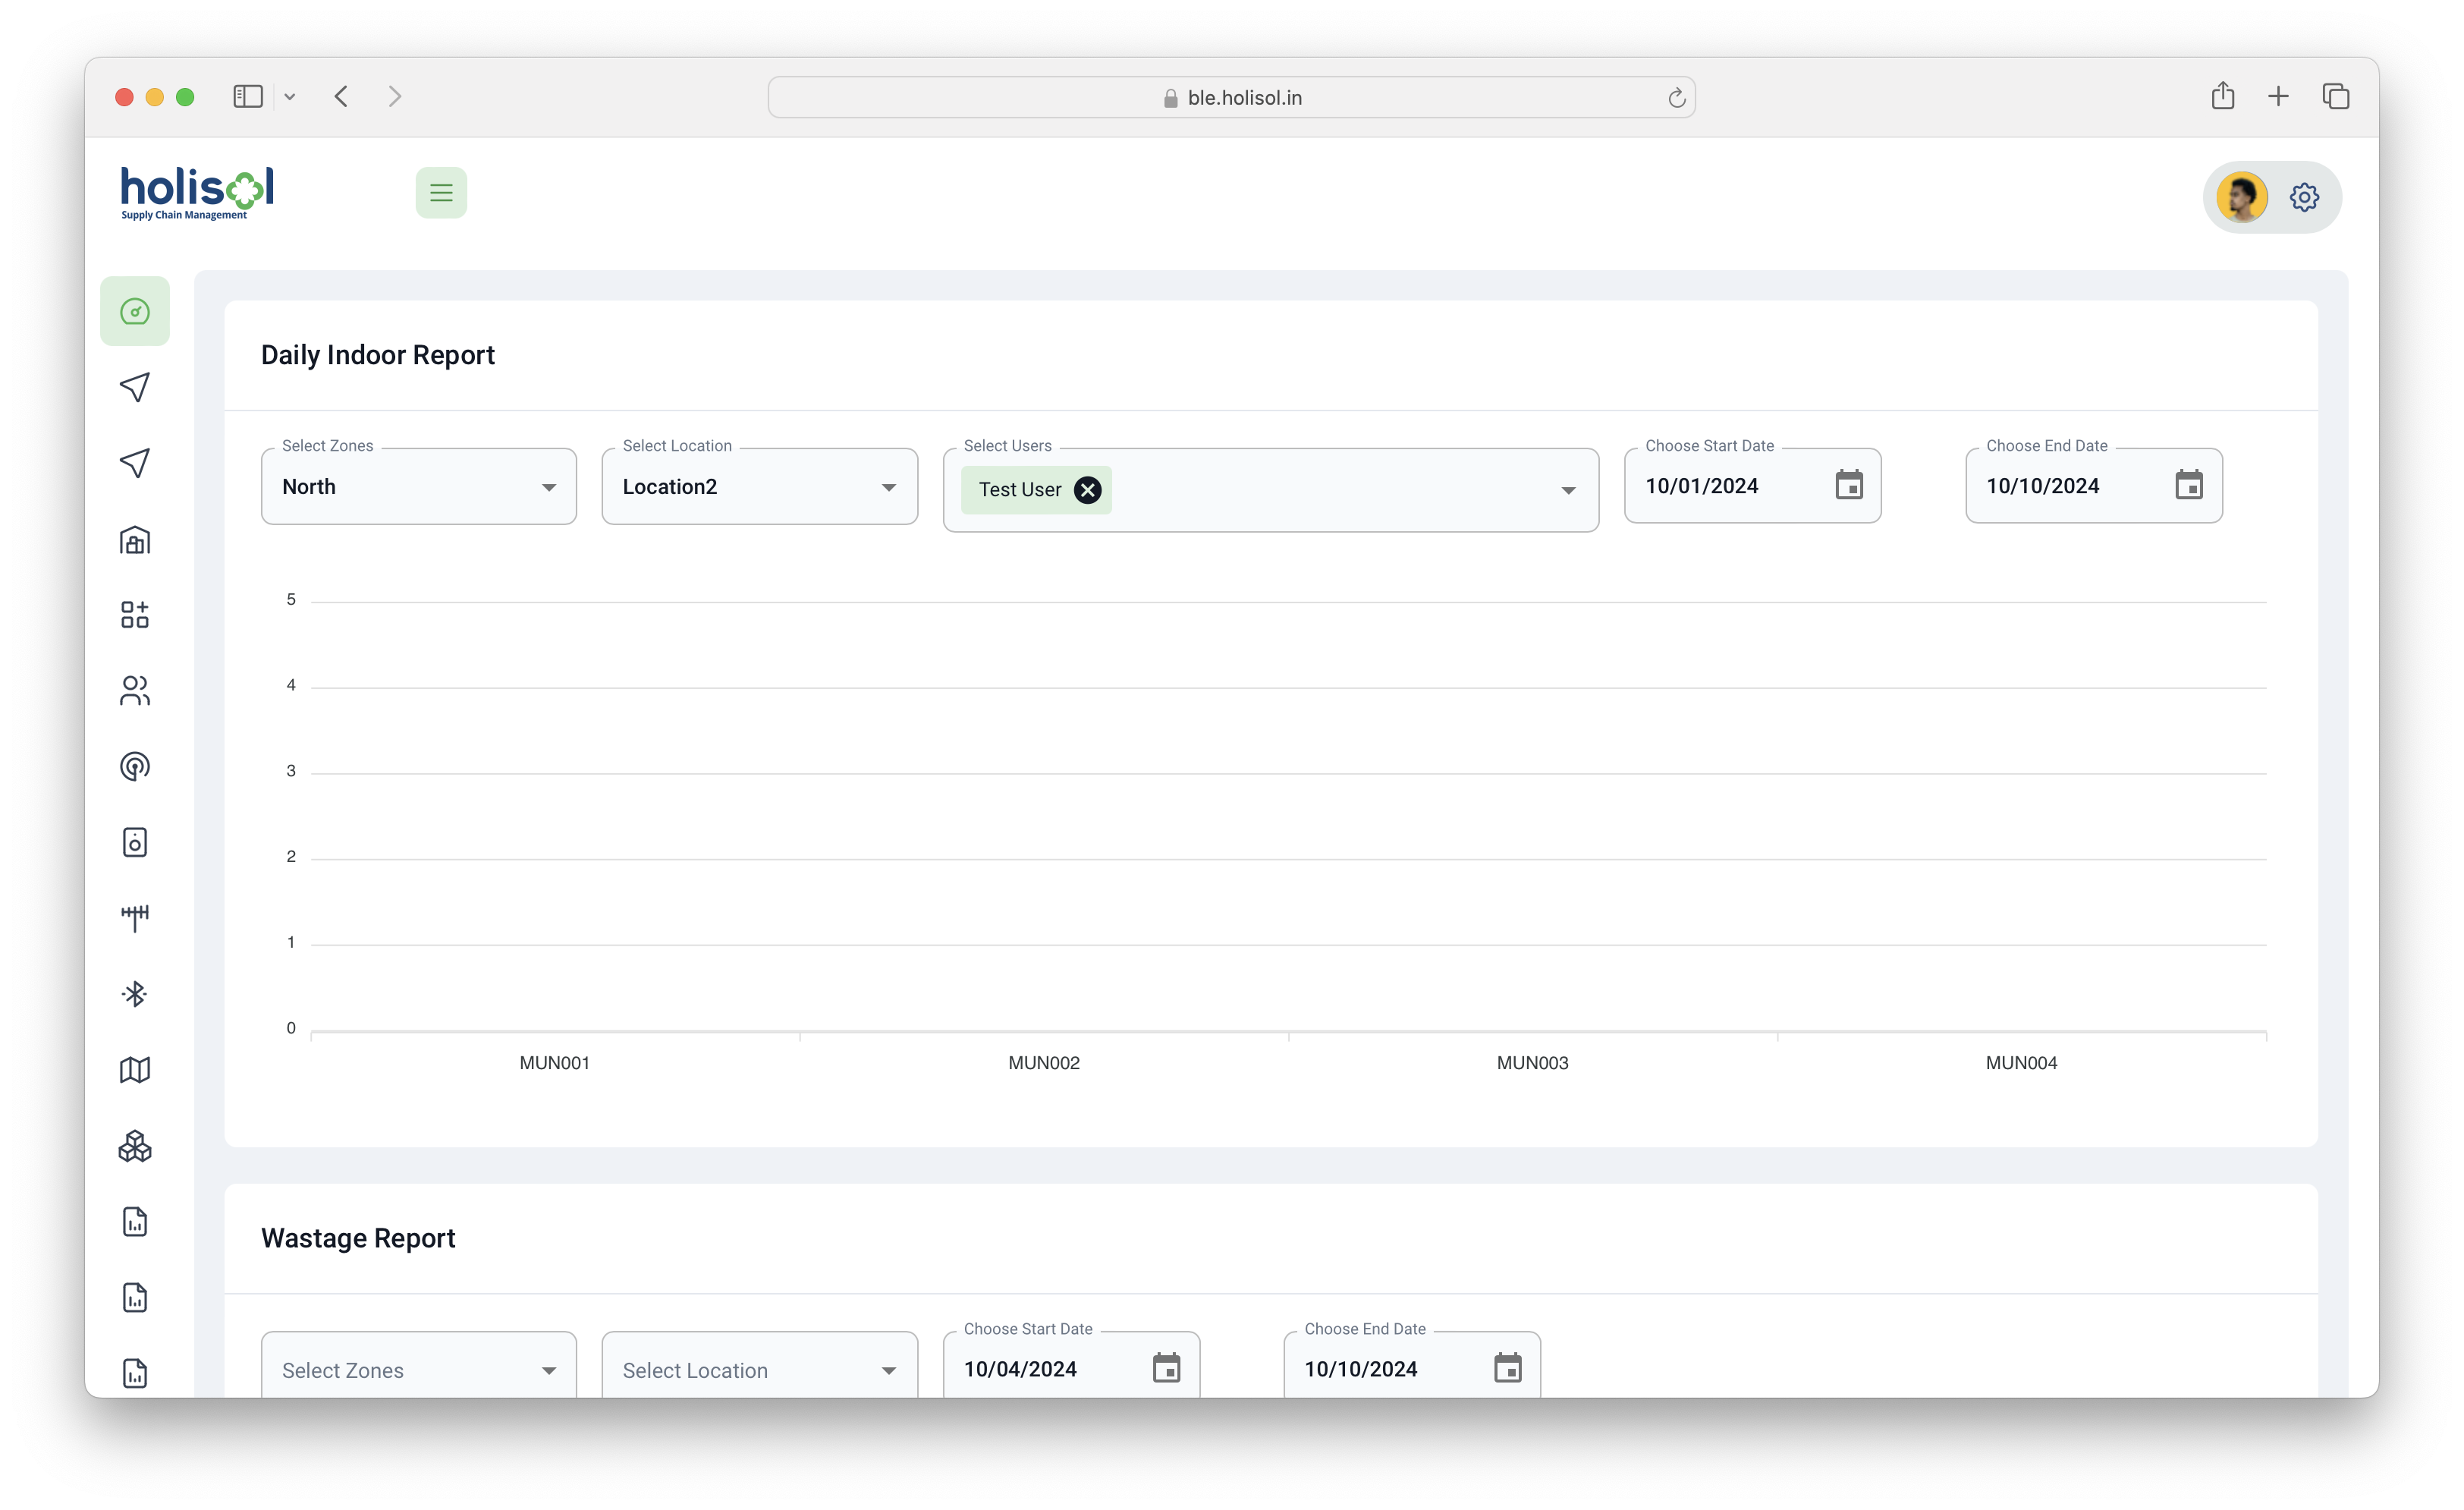 ble.holisol.in
holisol
Supply Chain Management
Daily Indoor Report
Select Zones
North
Select Location
Location2
Select Users
Test User
Choose Start Date
10/01/2024
Choose End Date
10/10/2024
5
4
3
2
1
0
MUN001 MUN002 MUN003 MUN004
Wastage Report
Select Zones
Select Location
Choose Start Date
10/04/2024
Choose End Date
10/10/2024